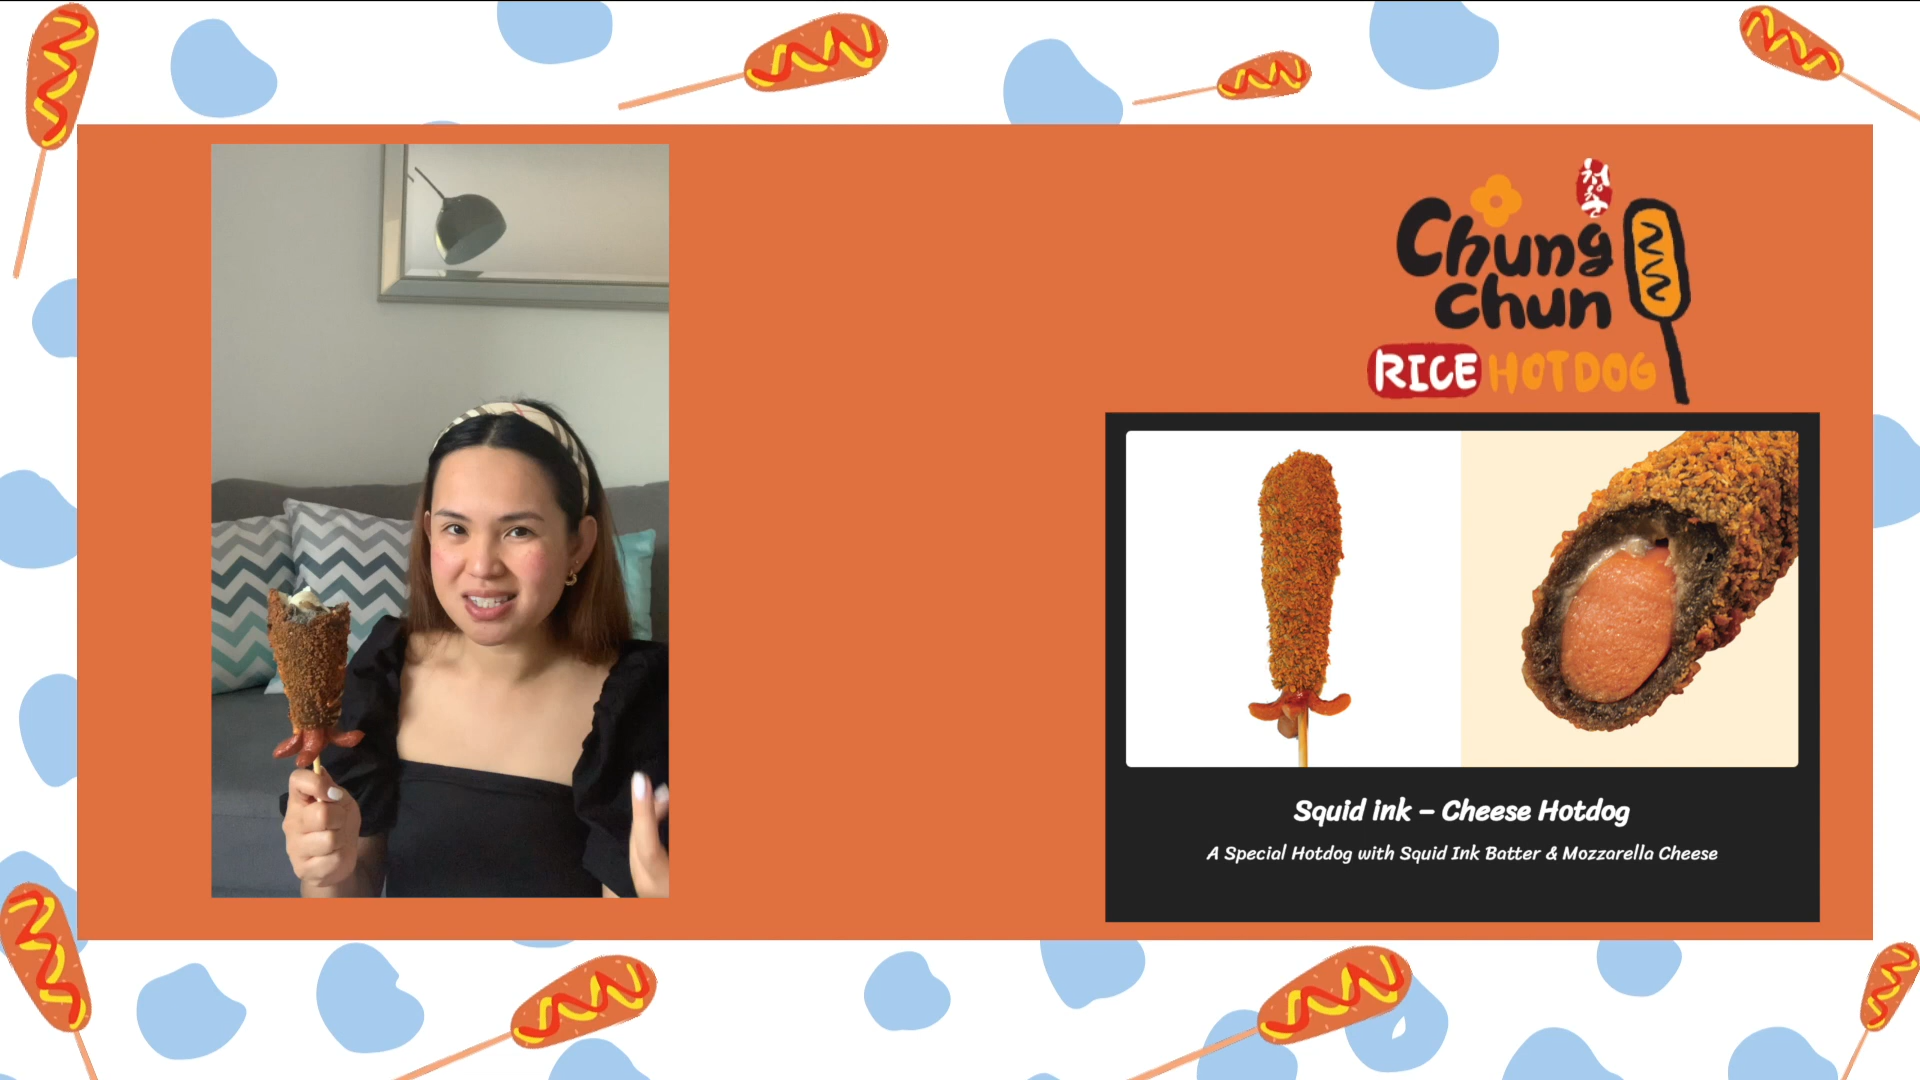 청춘
Chung
chun
RICE HOTDOG
Squid ink – Cheese Hotdog
A Special Hotdog with Squid Ink Batter & Mozzarella Cheese